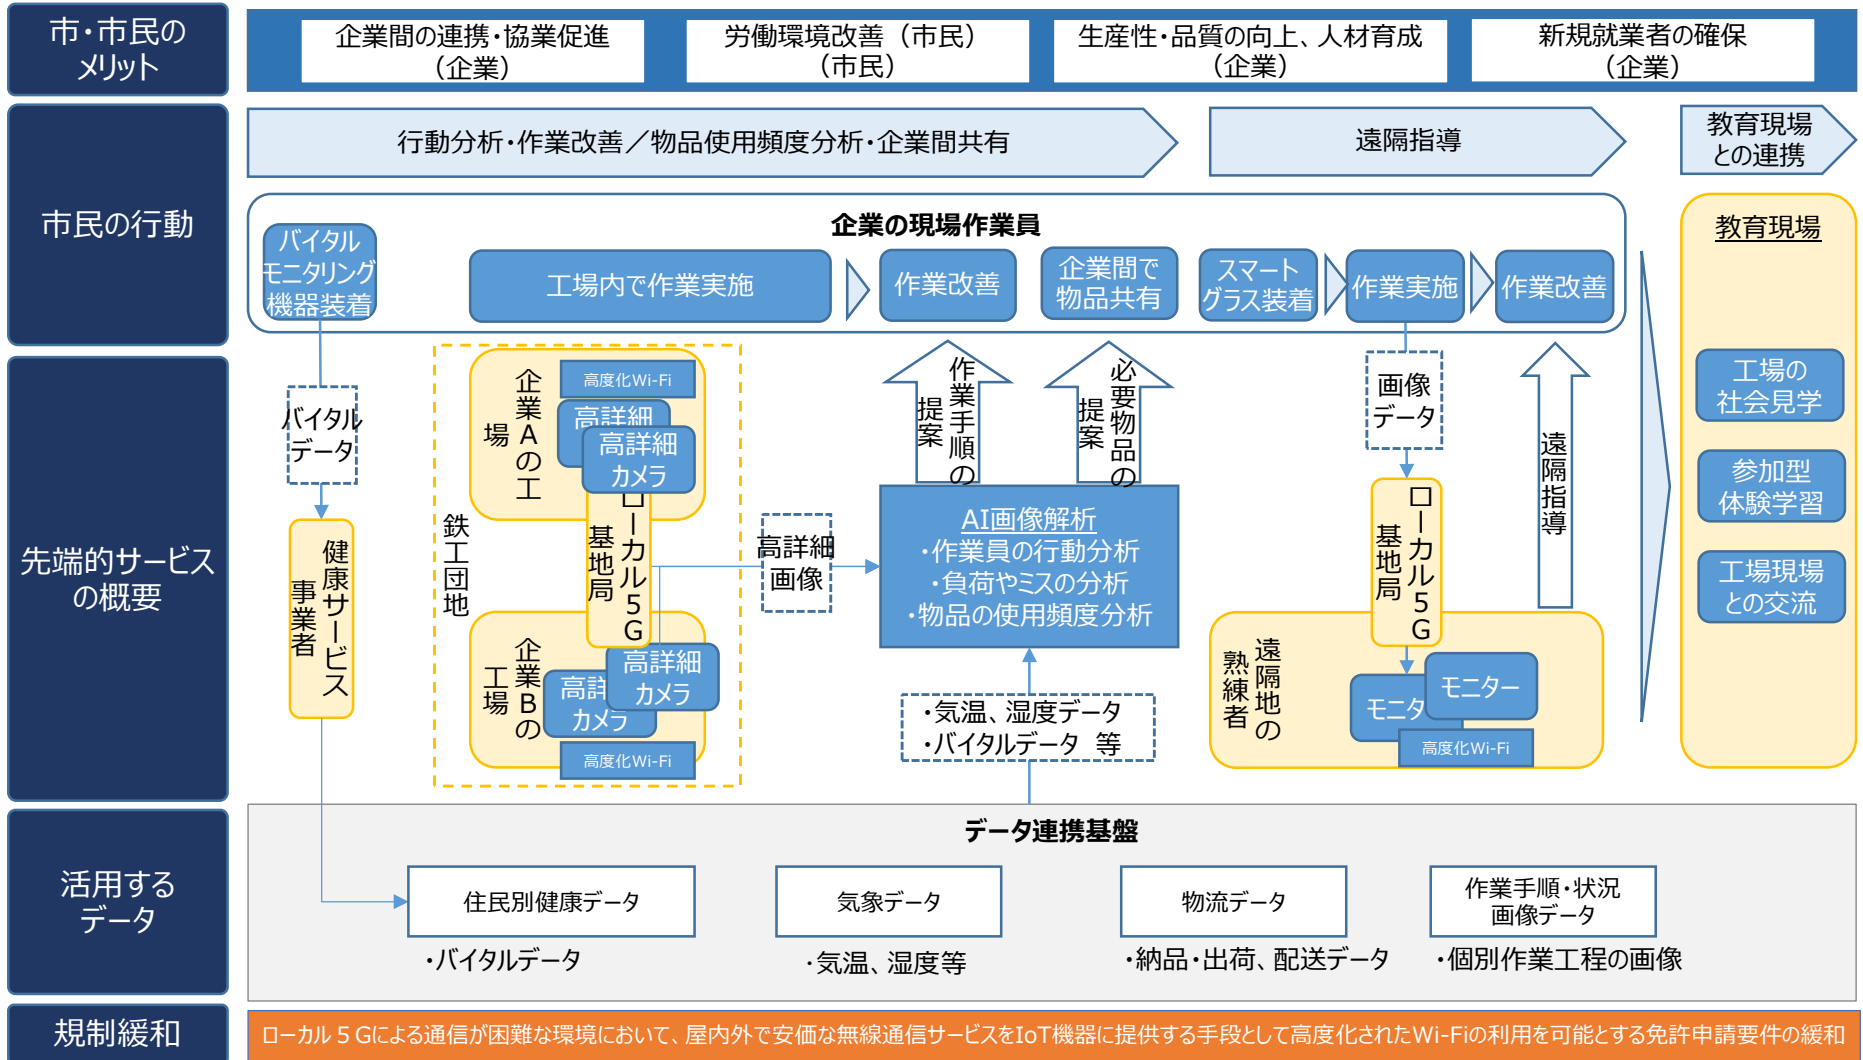 市・市民の
メリット
企業間の連携・協業促進
（企業）
労働環境改善（市民）
（市民）
生産性・品質の向上、人材育成
（企業）
新規就業者の確保
（企業）
市民の行動
行動分析・作業改善／物品使用頻度分析・企業間共有
遠隔指導
教育現場
との連携
企業の現場作業員
バイタル
モニタリング
機器装着
工場内で作業実施
作業改善
企業間で
物品共有
スマート
グラス装着
作業実施
作業改善
教育現場
工場の
社会見学
参加型
体験学習
工場現場
との交流
先端的サービス
の概要
バイタル
データ
健康サービス
事業者
鉄工団地
企業Aの工
場
高度化Wi-Fi
高詳細
高詳細
カメラ
ローカル５G
基地局
企業Bの
工場
高詳細
カメラ
高詳
カメラ
高度化Wi-Fi
高詳細
画像
作業手順の
提案
必要物品の
提案
AI画像解析
・作業員の行動分析
・負荷やミスの分析
・物品の使用頻度分析
・気温、湿度データ
・バイタルデータ 等
画像
データ
ローカル５G
基地局
遠隔指導
遠隔地の
熟練者
モニター
モニタ
高度化Wi-Fi
活用する
データ
データ連携基盤
住民別健康データ
・バイタルデータ
気象データ
・気温、湿度等
物流データ
・納品・出荷、配送データ
作業手順・状況
画像データ
・個別作業工程の画像
規制緩和
ローカル５Gによる通信が困難な環境において、屋内外で安価な無線通信サービスをIoT機器に提供する手段として高度化されたWi-Fiの利用を可能とする免許申請要件の緩和